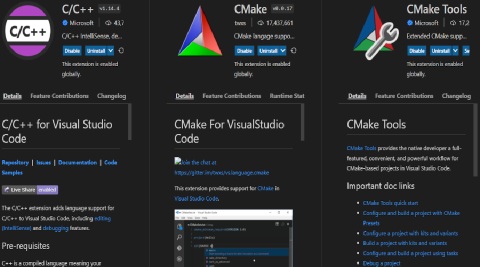 C/C++ v1.14.4
Microsoft 43,7
C/C++ IntelliSense, de...
Disable Uninstall
This extension is enabled
globally.
Details Feature Contributions Changelog
C/C++ for Visual Studio
Code
Repository | Issues | Documentation | Code
Samples
Live Share enabled
The C/C++ extension adds language support for
C/C++ to Visual Studio Code, including editing
(IntelliSense) and debugging features.
Pre-requisites
C++ is a compiled language meaning your
CMake v0.0.17
twxs 17,437,661
CMake langage suppo...
Disable Uninstall
This extension is enabled
globally.
Details Feature Contributions Runtime Stat
CMake For VisualStudio
Code
Join the chat at
https://gitter.im/twxs/vs.language.cmake
This extension provides support for CMake in
Visual Studio Code.
CMake Tools
Microsoft 17,2
Extended CMake suppo...
Disable Uninstall
This extension is enabled
globally.
Details Feature Contributions Changelog
CMake Tools
CMake Tools provides the native developer a full-
featured, convenient, and powerful workflow for
CMake-based projects in Visual Studio Code.
Important doc links
CMake Tools quick start
Configure and build a project with CMake
Presets
Configure a project with kits and variants
Build a project with kits and variants
Configure and build a project using tasks
Debug a project